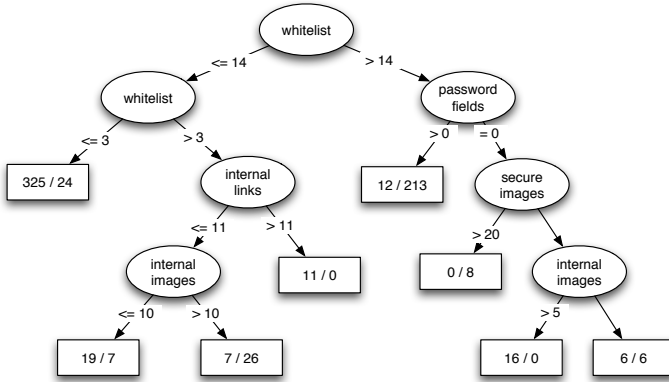 whitelist
<= 14
> 14
whitelist
password
fields
<= 3
> 3
> 0
= 0
325 / 24
internal
links
12 / 213
secure
images
<= 11
> 11
> 20
internal
images
11 / 0
0 / 8
internal
images
<= 10
> 10
> 5
19 / 7
7 / 26
16 / 0
6 / 6